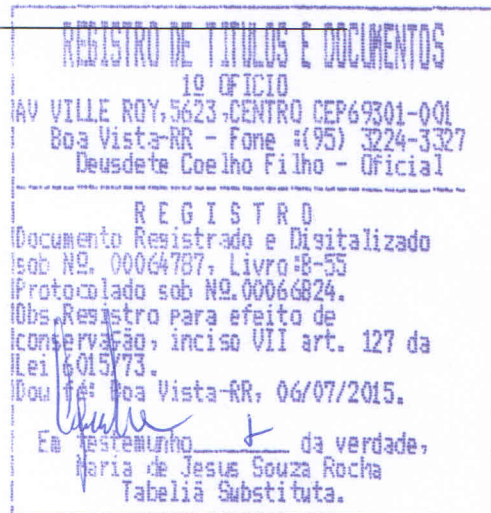 REGISTRO DE TITULOS E DOCUMENTOS
1º OFICIO
AV VILLE ROY,5623,CENTRO CEP69301-001
Boa Vista-RR - Fone :(95) 3224-3327
Deusdete Coelho Filho - Oficial
R E G I S T R O
Documento Registrado e Digitalizado
sob Nº. 00064787, Livro:B-55
Protocolado sob Nº.00066824.
Obs.Registro para efeito de
conservasão, inciso VII art. 127 da
Lei 6015/73.
Dou fé: Boa Vista-RR, 06/07/2015.
Em testemunho da verdade,
Maria de Jesus Souza Rocha
Tabeliã Substituta.